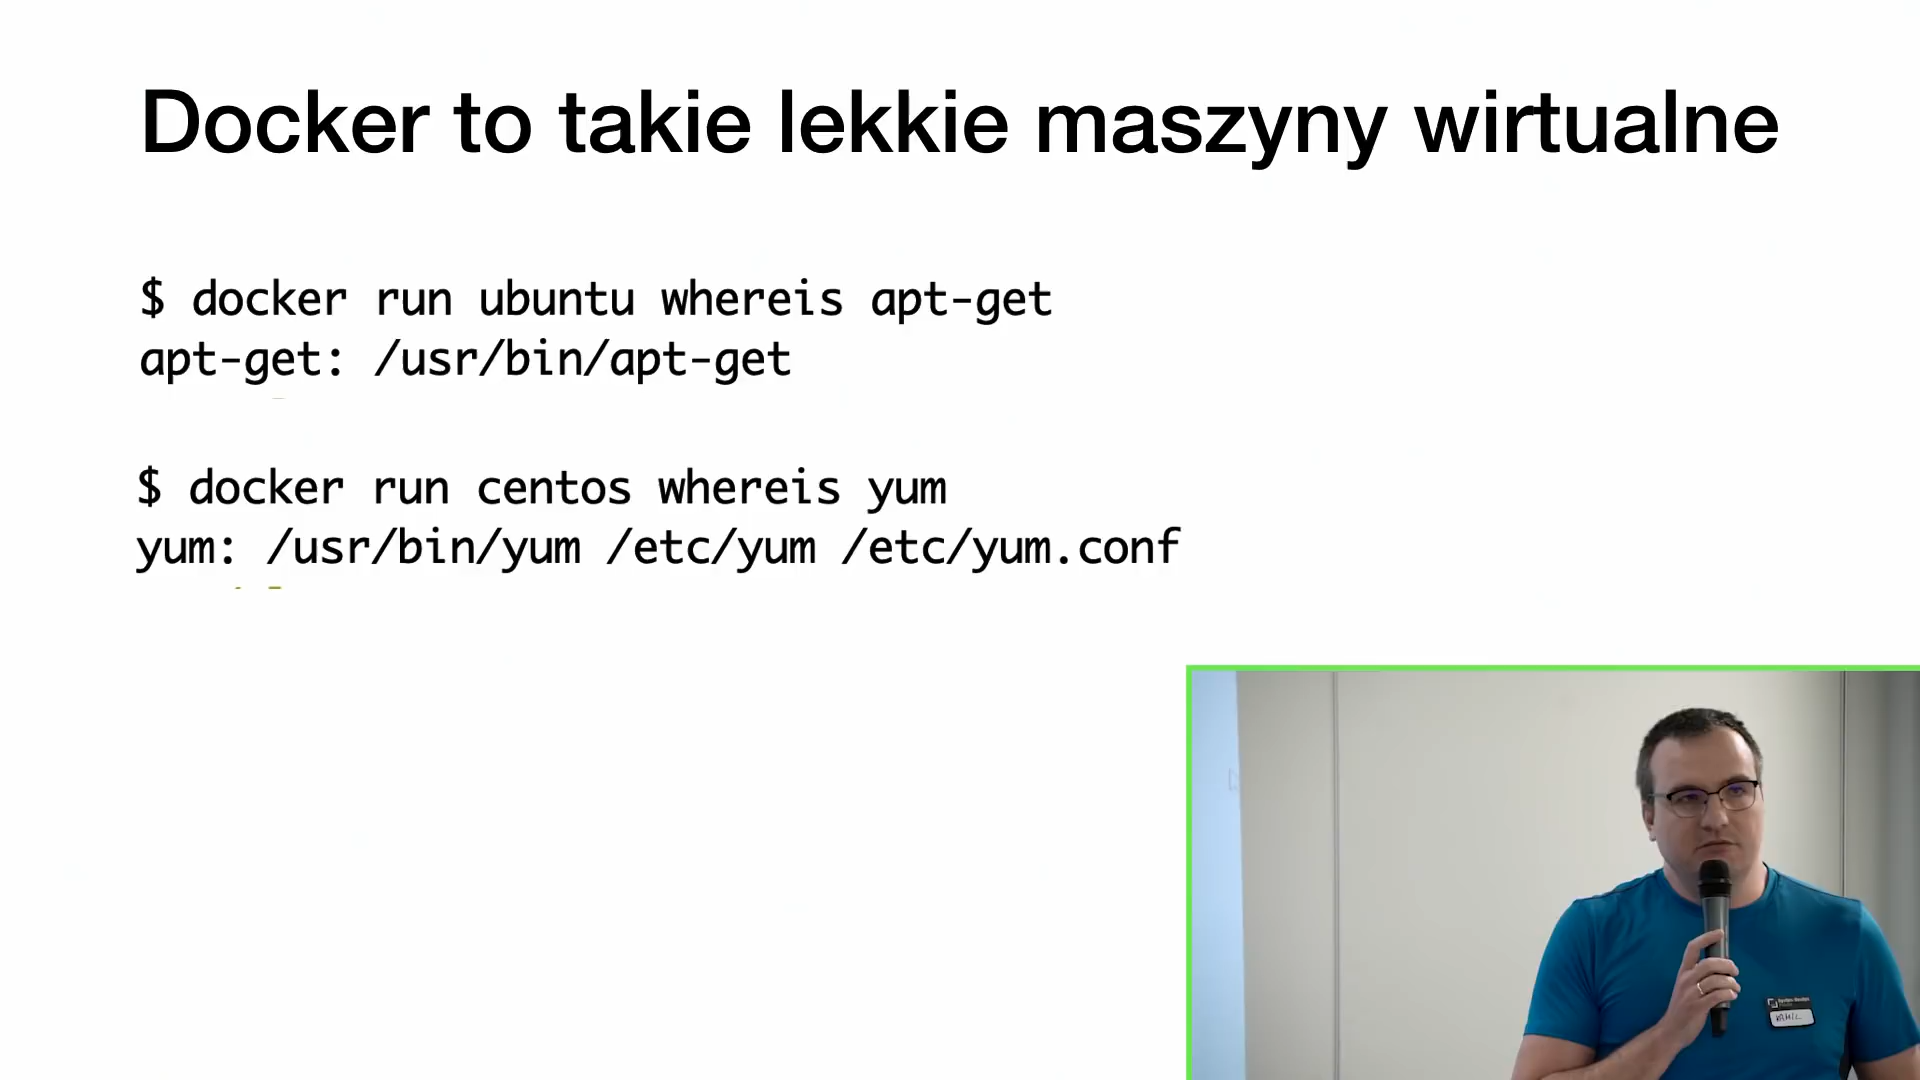 Docker to takie lekkie maszyny wirtualne
$ docker run ubuntu whereis apt-get
apt-get: /usr/bin/apt-get
$ docker run centos whereis yum
yum: /usr/bin/yum /etc/yum /etc/yum.conf
KAMIL